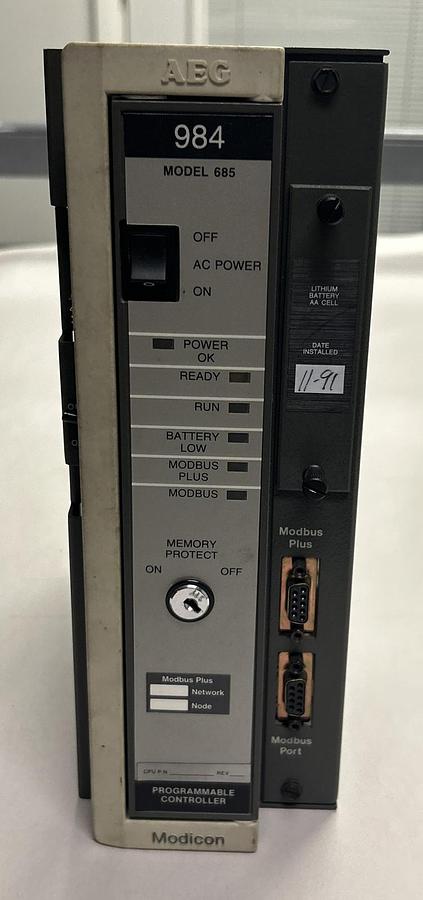 AEG
984
MODEL 685
OFF
AC POWER
ON
POWER
OK
READY
RUN
BATTERY
LOW
MODBUS
PLUS
MODBUS
MEMORY
PROTECT
ON OFF
Modbus Plus
Network
Node
CPU P/N REV
PROGRAMMABLE
CONTROLLER
Modicon
LITHIUM
BATTERY
AA CELL
DATE
INSTALLED
11-91
Modbus
Plus
Modbus
Port